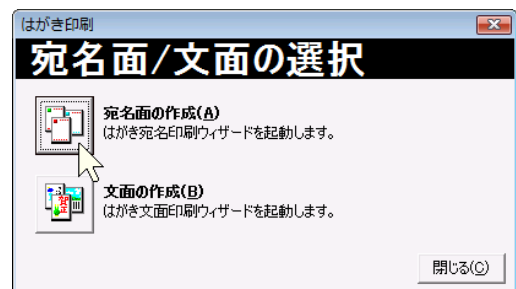 はがき印刷
宛名面/文面の選択
宛名面の作成(A)
はがき宛名印刷ウィザードを起動します。
文面の作成(B)
はがき文面印刷ウィザードを起動します。
閉じる(C)